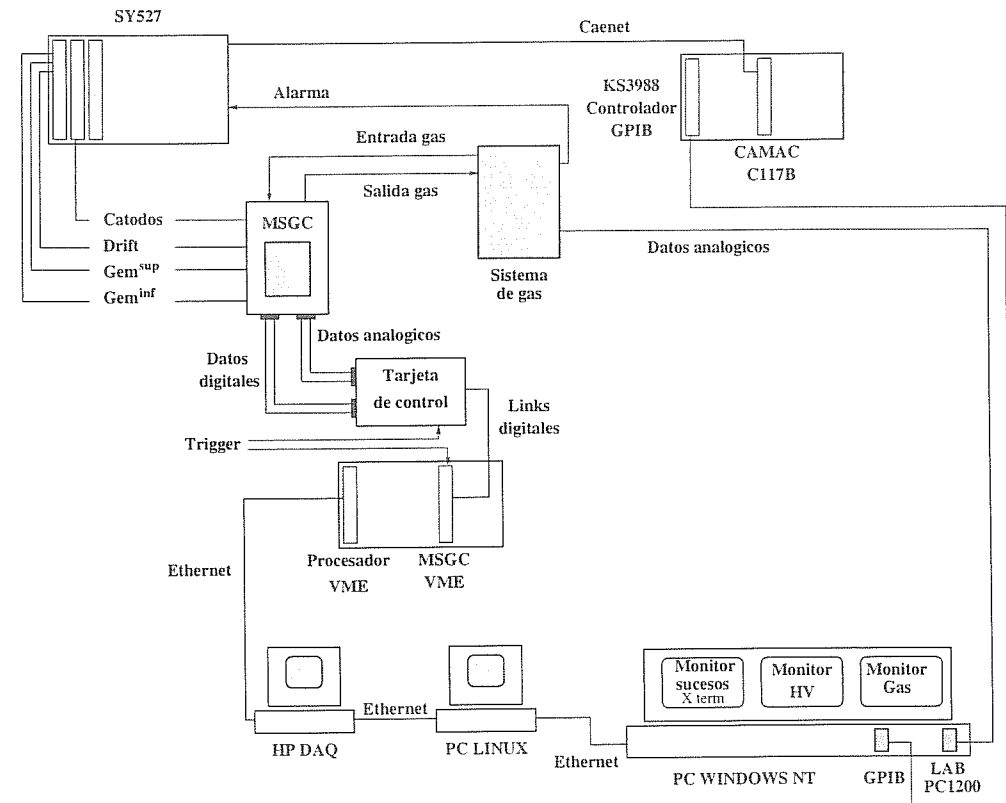 SY527
Caenet
KS3988
Controlador
GPIB
Alarma
Entrada gas
Salida gas
CAMAC
C117B
MSGC
Catodos
Drift
Gem^sup
Gem^inf
Datos analogicos
Sistema
de gas
Datos analogicos
Datos
digitales
Tarjeta
de control
Links
digitales
Trigger
Procesador
VME
MSGC
VME
Ethernet
Monitor
sucesos
X term
Monitor
HV
Monitor
Gas
Ethernet
HP DAQ
PC LINUX
Ethernet
PC WINDOWS NT
GPIB
LAB
PC1200